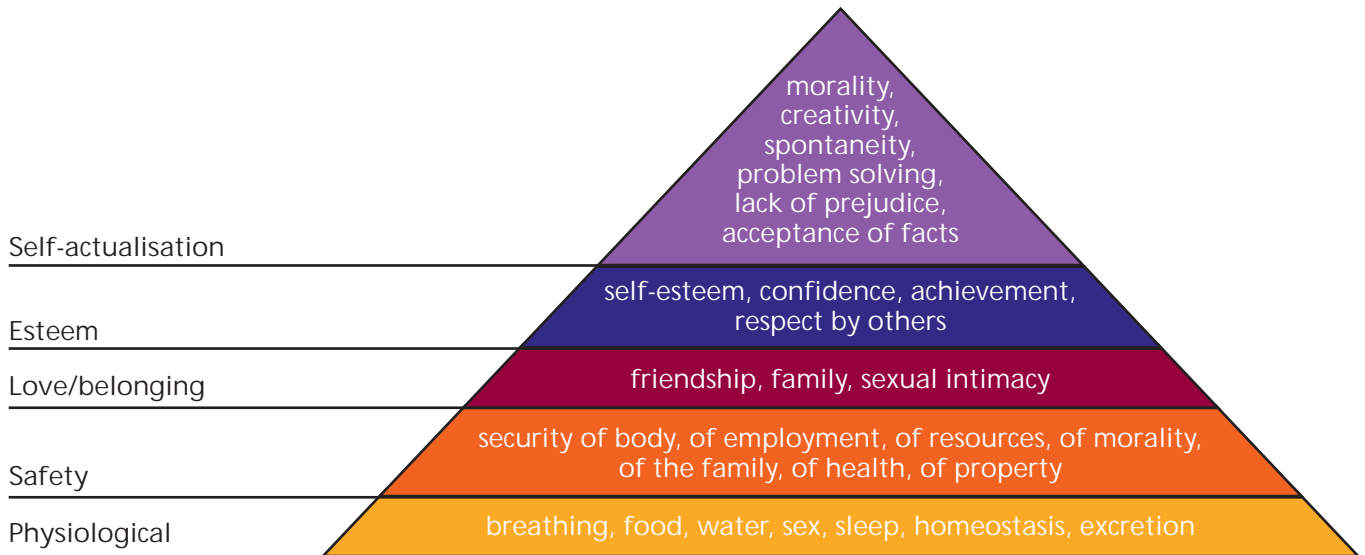 morality,
creativity,
spontaneity,
problem solving,
lack of prejudice,
acceptance of facts
Self-actualisation
self-esteem, confidence, achievement,
respect by others
Esteem
Love/belonging
friendship, family, sexual intimacy
security of body, of employment, of resources, of morality,
of the family, of health, of property
Safety
Physiological
breathing, food, water, sex, sleep, homeostasis, excretion